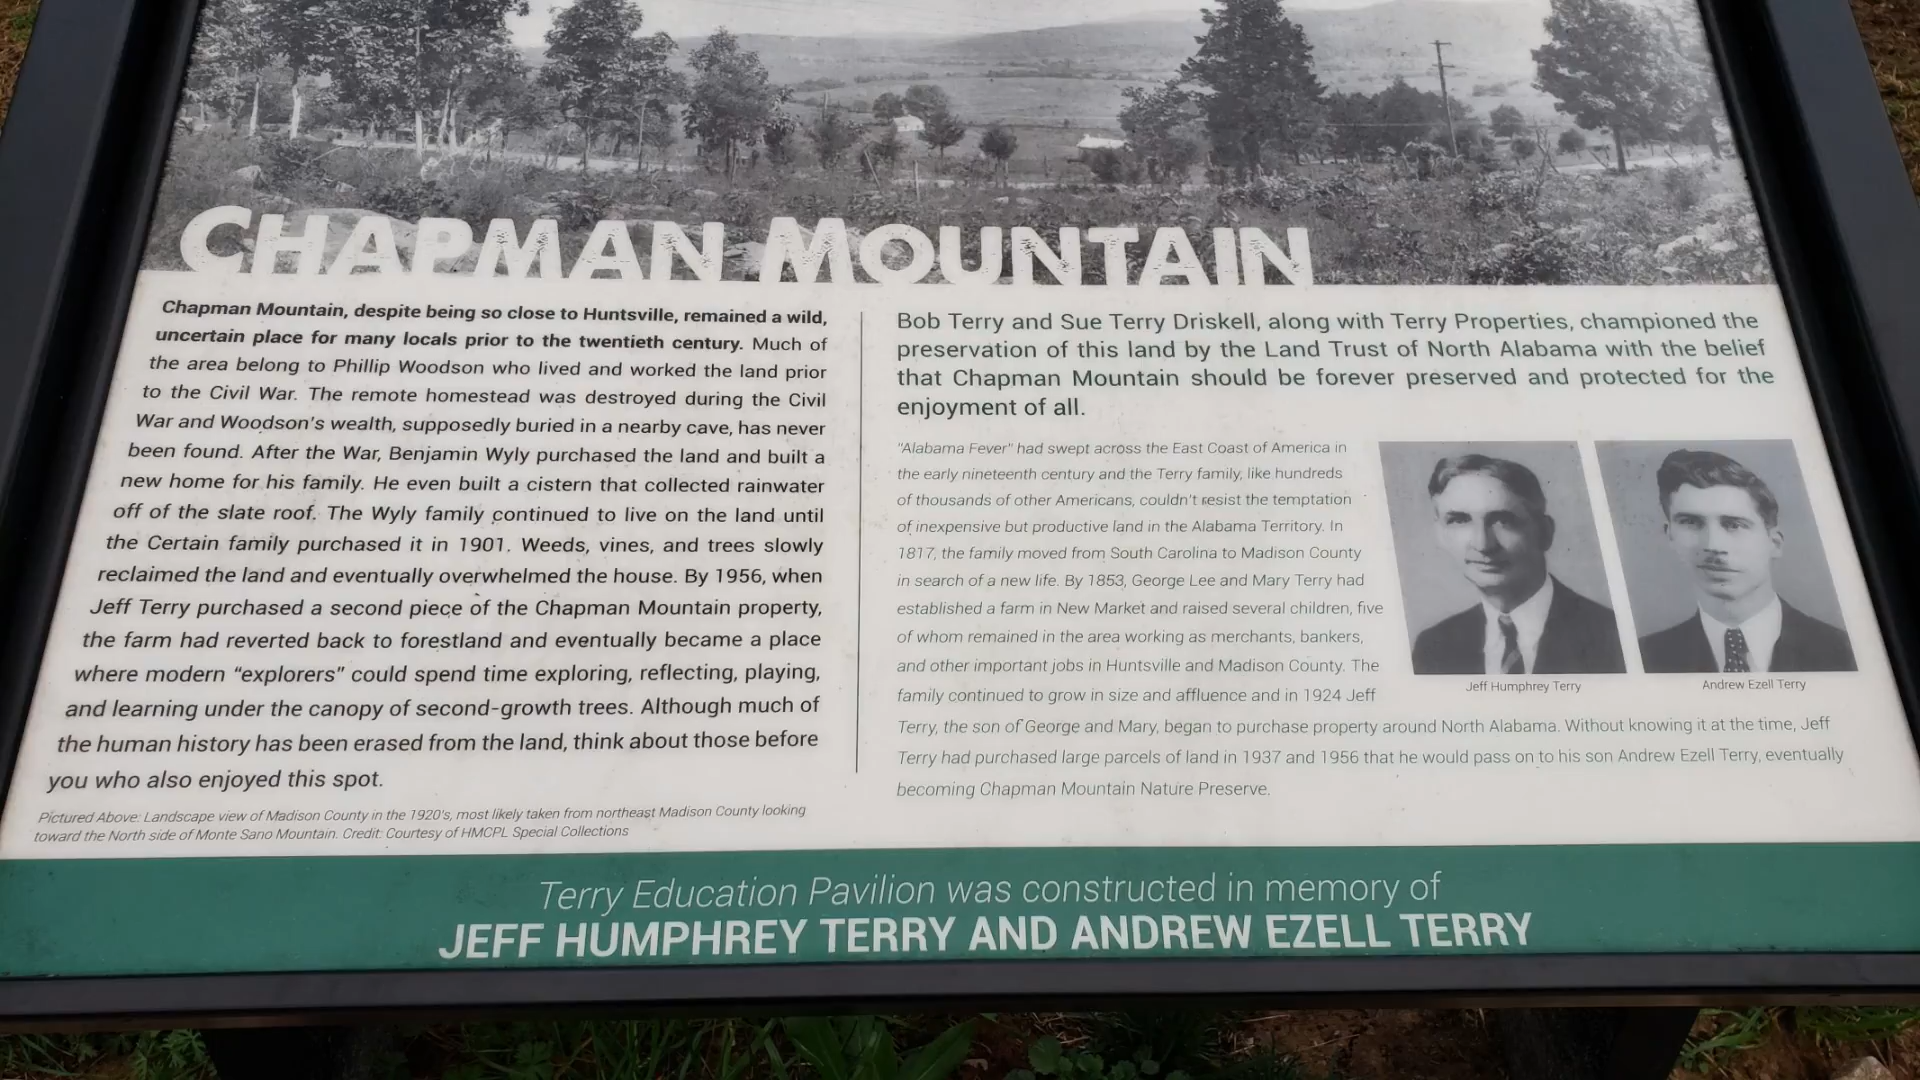 CHAPMAN MOUNTAIN
Chapman Mountain, despite being so close to Huntsville, remained a wild,
uncertain place for many locals prior to the twentieth century. Much of
the area belong to Phillip Woodson who lived and worked the land prior
to the Civil War. The remote homestead was destroyed during the Civil
War and Woodson's wealth, supposedly buried in a nearby cave, has never
been found. After the War, Benjamin Wyly purchased the land and built a
new home for his family. He even built a cistern that collected rainwater
off of the slate roof. The Wyly family continued to live on the land until
the Certain family purchased it in 1901. Weeds, vines, and trees slowly
reclaimed the land and eventually overwhelmed the house. By 1956, when
Jeff Terry purchased a second piece of the Chapman Mountain property,
the farm had reverted back to forestland and eventually became a place
where modern “explorers” could spend time exploring, reflecting, playing,
and learning under the canopy of second-growth trees. Although much of
the human history has been erased from the land, think about those before
you who also enjoyed this spot.
Pictured Above: Landscape view of Madison County in the 1920's, most likely taken from northeast Madison County looking
toward the North side of Monte Sano Mountain. Credit: Courtesy of HMCPL Special Collections
Bob Terry and Sue Terry Driskell, along with Terry Properties, championed the
preservation of this land by the Land Trust of North Alabama with the belief
that Chapman Mountain should be forever preserved and protected for the
enjoyment of all.
"Alabama Fever" had swept across the East Coast of America in
the early nineteenth century and the Terry family, like hundreds
of thousands of other Americans, couldn't resist the temptation
of inexpensive but productive land in the Alabama Territory. In
1817, the family moved from South Carolina to Madison County
in search of a new life. By 1853, George Lee and Mary Terry had
established a farm in New Market and raised several children, five
of whom remained in the area working as merchants, bankers,
and other important jobs in Huntsville and Madison County. The
family continued to grow in size and affluence and in 1924 Jeff
Terry, the son of George and Mary, began to purchase property around North Alabama. Without knowing it at the time, Jeff
Terry had purchased large parcels of land in 1937 and 1956 that he would pass on to his son Andrew Ezell Terry, eventually
becoming Chapman Mountain Nature Preserve.
Jeff Humphrey Terry
Andrew Ezell Terry
Terry Education Pavilion was constructed in memory of
JEFF HUMPHREY TERRY AND ANDREW EZELL TERRY